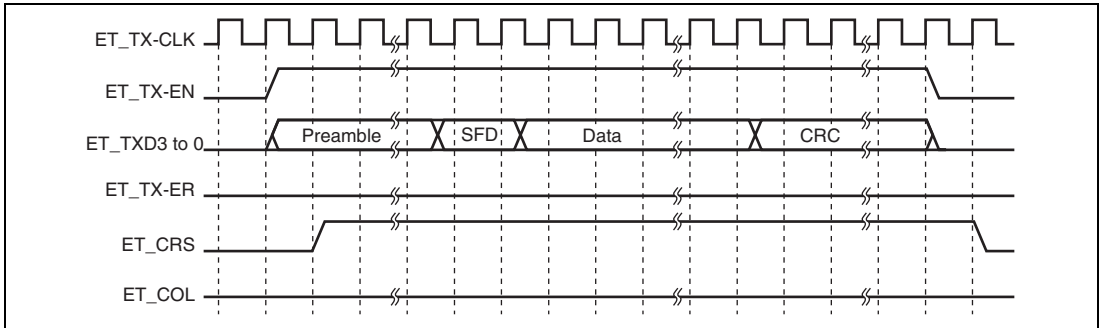 ET_TX-CLK
ET_TX-EN
ET_TXD3 to 0
Preamble
SFD
Data
CRC
ET_TX-ER
ET_CRS
ET_COL